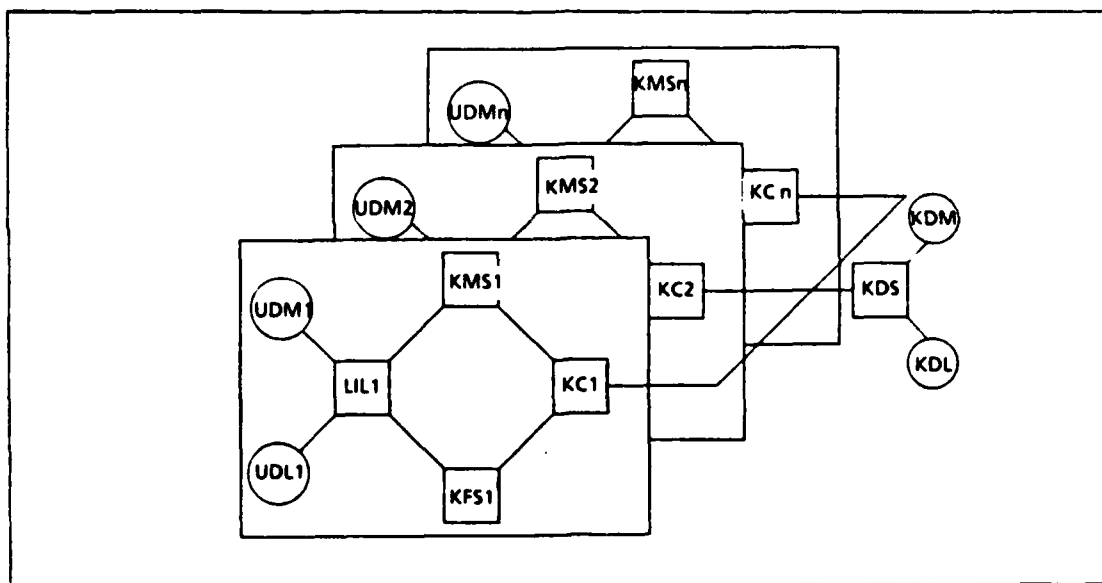 KMSn
UDMn
KMS2
KC n
UDM2
KDM
KMS1
KC2
KDS
UDM1
LIL1
KC1
KDL
UDL1
KFS1